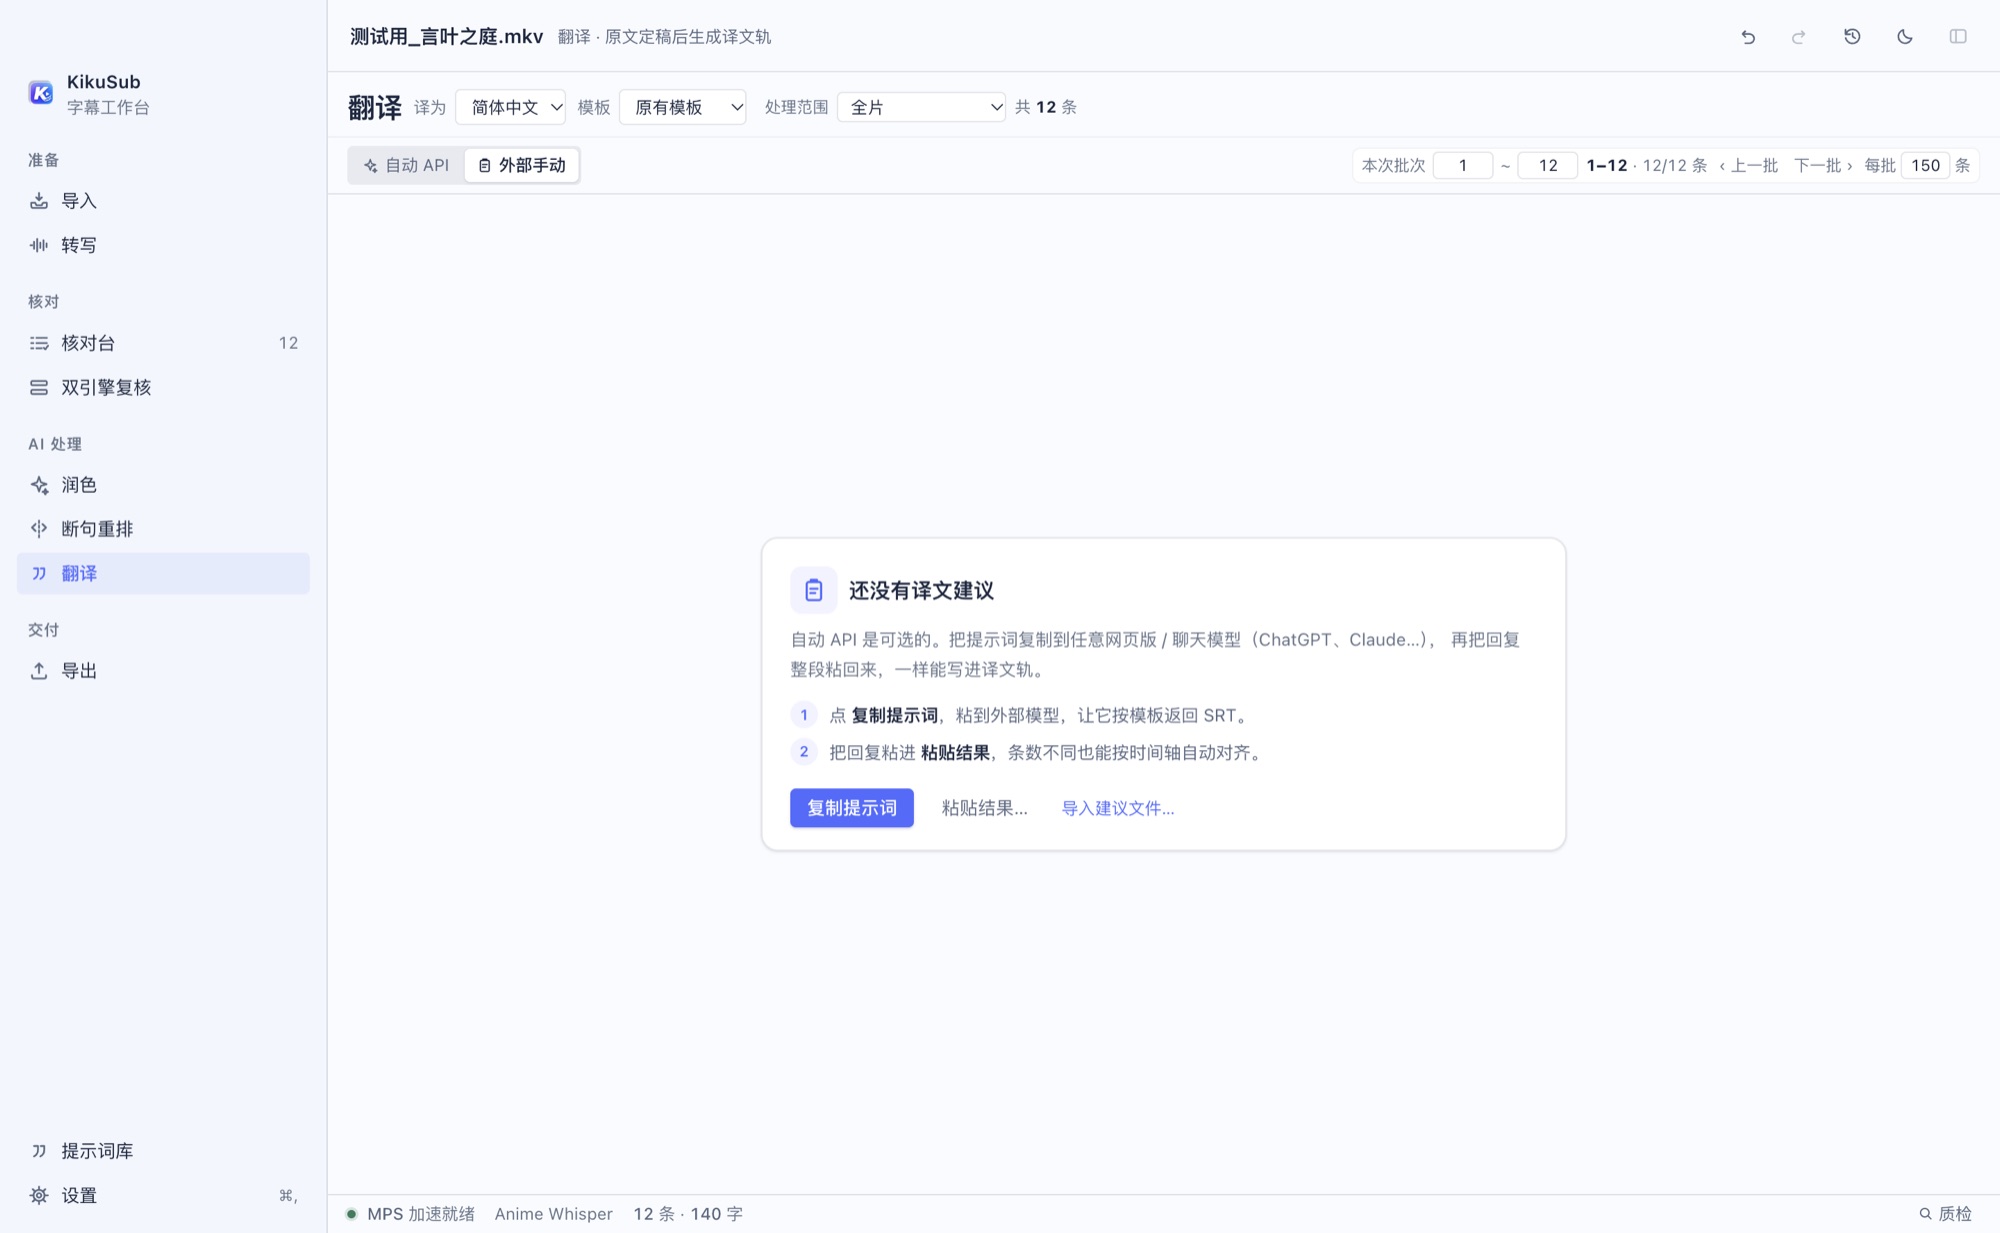 KikuSub
字幕工作台
准备
导入
转写
核对
核对台 12
双引擎复核
AI 处理
润色
断句重排
翻译
交付
导出
提示词库
设置 ⌘,
测试用_言叶之庭.mkv 翻译 · 原文定稿后生成译文轨
翻译 译为 简体中文 模板 原有模板 处理范围 全片 共 12 条
自动 API 外部手动 本次批次 1 ~ 12 1–12 · 12/12 条 ‹ 上一批 下一批 › 每批 150 条
还没有译文建议
自动 API 是可选的。把提示词复制到任意网页版 / 聊天模型（ChatGPT、Claude…）， 再把回复
整段粘回来，一样能写进译文轨。
1 点 复制提示词，粘到外部模型，让它按模板返回 SRT。
2 把回复粘进 粘贴结果，条数不同也能按时间轴自动对齐。
复制提示词 粘贴结果… 导入建议文件…
MPS 加速就绪 Anime Whisper 12 条 · 140 字 质检